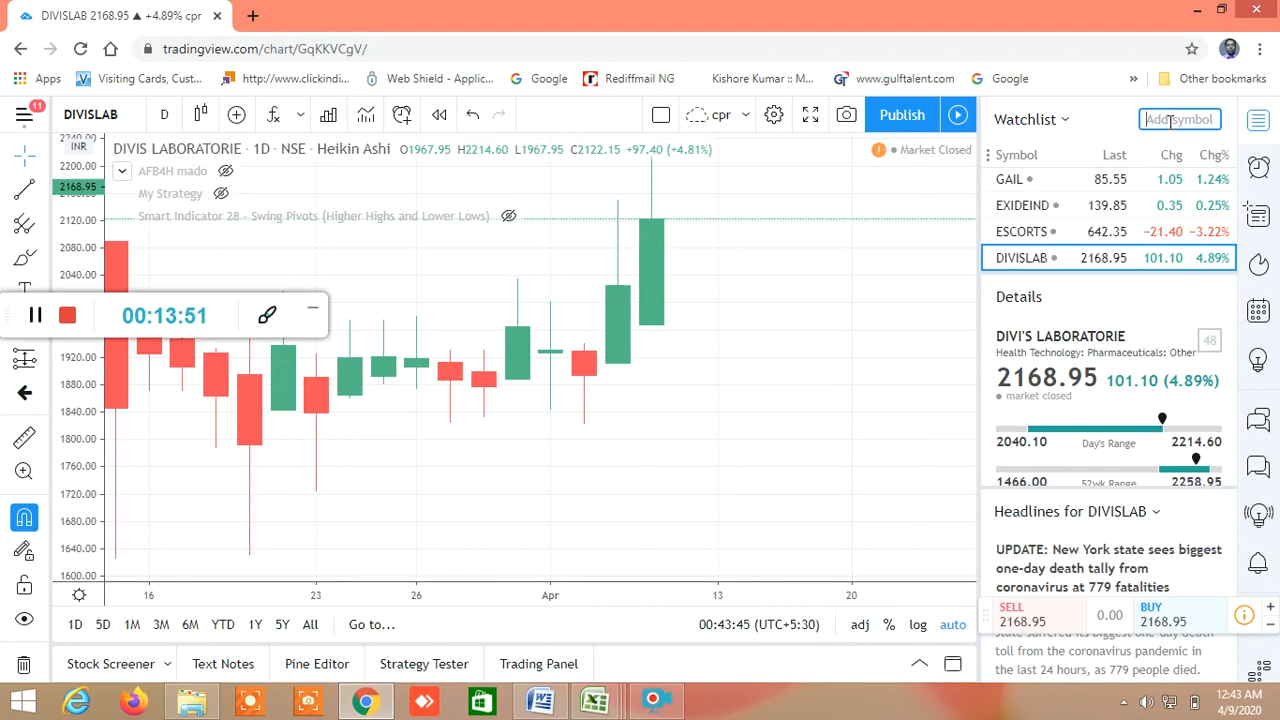 DIVISLAB 2168.95 ▲ +4.89% cpr
tradingview.com/chart/GqKKVCgV/
Apps Visiting Cards, Cust... http://www.clickindi... Web Shield - Applic... Google Rediffmail NG Kishore Kumar :: M... www.gulftalent.com Google » Other bookmarks
11
DIVISLAB D cpr Publish
Watchlist Add symbol
DIVIS LABORATORIE · 1D · NSE · Heikin Ashi O1967.95 H2214.60 L1967.95 C2122.15 +97.40 (+4.81%)
Market Closed
AFB4H mado
My Strategy
Smart Indicator 28 - Swing Pivots (Higher Highs and Lower Lows)
INR
2240.00
2200.00
2168.95
2120.00
2080.00
2040.00
1920.00
1880.00
1840.00
1800.00
1760.00
1720.00
1680.00
1640.00
1600.00
00:13:51
16 23 26 Apr 13 20
1D 5D 1M 3M 6M YTD 1Y 5Y All Go to... 00:43:45 (UTC+5:30) adj % log auto
Stock Screener Text Notes Pine Editor Strategy Tester Trading Panel
Symbol Last Chg Chg%
GAIL 85.55 1.05 1.24%
EXIDEIND 139.85 0.35 0.25%
ESCORTS 642.35 −21.40 −3.22%
DIVISLAB 2168.95 101.10 4.89%
Details
DIVI'S LABORATORIE 48
Health Technology: Pharmaceuticals: Other
2168.95 101.10 (4.89%)
market closed
2040.10 Day's Range 2214.60
1466.00 52wk Range 2258.95
Headlines for DIVISLAB
UPDATE: New York state sees biggest
one-day death tally from
coronavirus at 779 fatalities
SELL
2168.95
0.00
BUY
2168.95
state suffered its biggest one-day death
toll from the coronavirus pandemic in
the last 24 hours, as 779 people died.
12:43 AM
4/9/2020